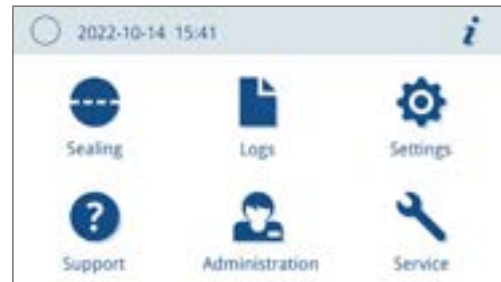 2022-10-14 15:41
Sealing Logs Settings
Support Administration Service